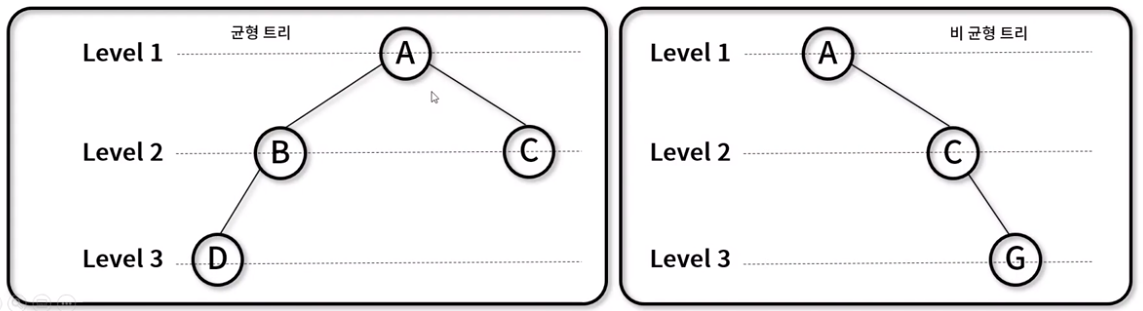 균형 트리
Level 1
A
Level 2
B
C
Level 3
D
비 균형 트리
Level 1
A
Level 2
C
Level 3
G